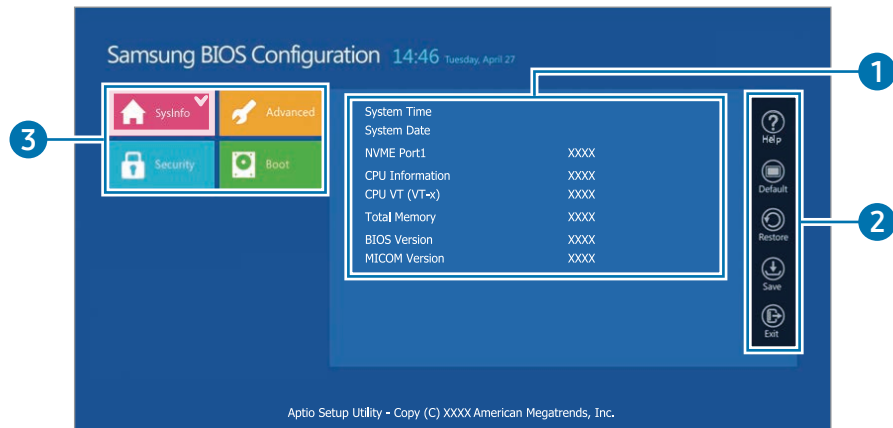 Samsung BIOS Configuration 14:46 Tuesday, April 27
1
SysInfo
Advanced
Security
Boot
3
System Time
System Date
NVME Port1 XXXX
CPU Information XXXX
CPU VT (VT-x) XXXX
Total Memory XXXX
BIOS Version XXXX
MICOM Version XXXX
Help
Default
Restore
Save
Exit
2
Aptio Setup Utility - Copy (C) XXXX American Megatrends, Inc.